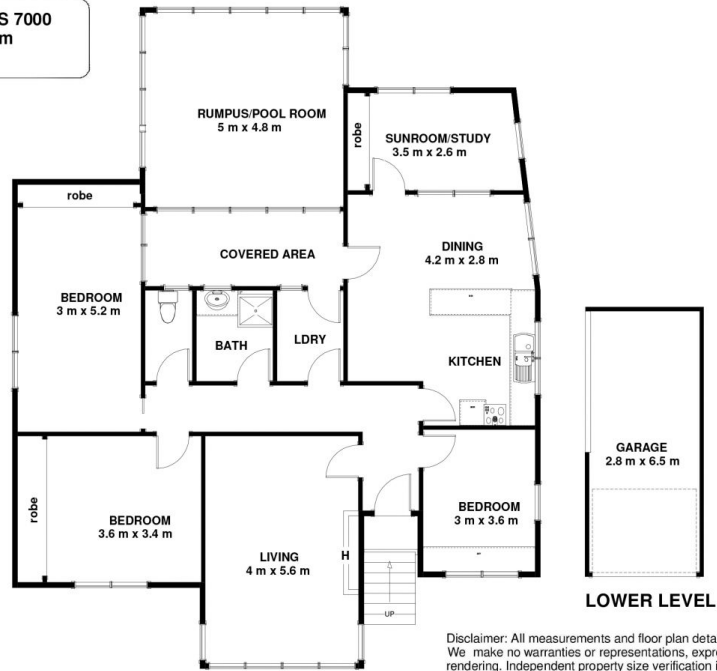 S 7000
m
RUMPUS/POOL ROOM
5 m x 4.8 m
robe
SUNROOM/STUDY
3.5 m x 2.6 m
robe
COVERED AREA
DINING
4.2 m x 2.8 m
BEDROOM
3 m x 5.2 m
BATH
LDRY
KITCHEN
GARAGE
2.8 m x 6.5 m
robe
BEDROOM
3.6 m x 3.4 m
BEDROOM
3 m x 3.6 m
LIVING
4 m x 5.6 m
H
UP
LOWER LEVEL
Disclaimer: All measurements and floor plan deta
We make no warranties or representations, expre
rendering. Independent property size verification i